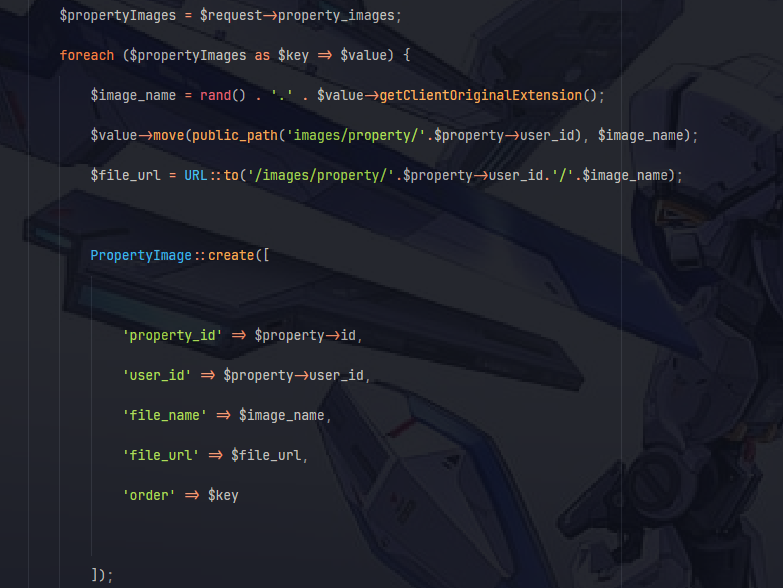 $propertyImages = $request->property_images;
foreach ($propertyImages as $key => $value) {
$image_name = rand() . '.' . $value->getClientOriginalExtension();
$value->move(public_path('images/property/'.$property->user_id), $image_name);
$file_url = URL::to('/images/property/'.$property->user_id.'/'.$image_name);
PropertyImage::create([
'property_id' => $property->id,
'user_id' => $property->user_id,
'file_name' => $image_name,
'file_url' => $file_url,
'order' => $key
]);